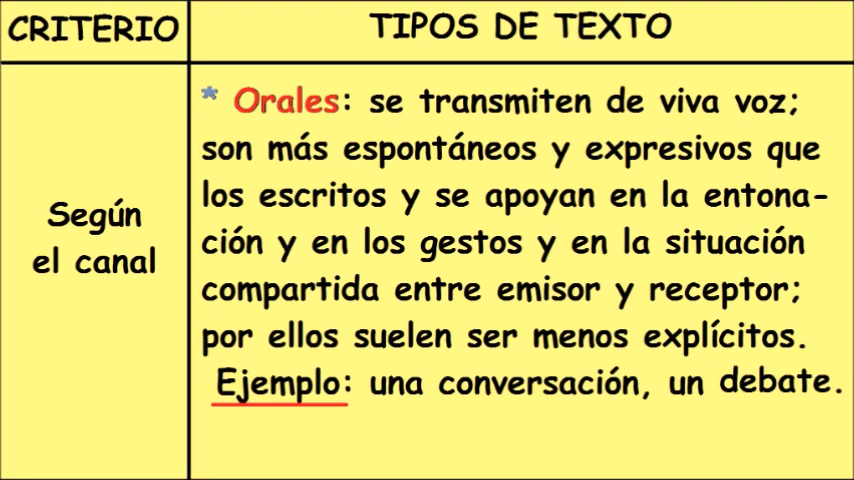 CRITERIO
TIPOS DE TEXTO
Según
el canal
* Orales: se transmiten de viva voz;
son más espontáneos y expresivos que
los escritos y se apoyan en la entona-
ción y en los gestos y en la situación
compartida entre emisor y receptor;
por ellos suelen ser menos explícitos.
Ejemplo: una conversación, un debate.